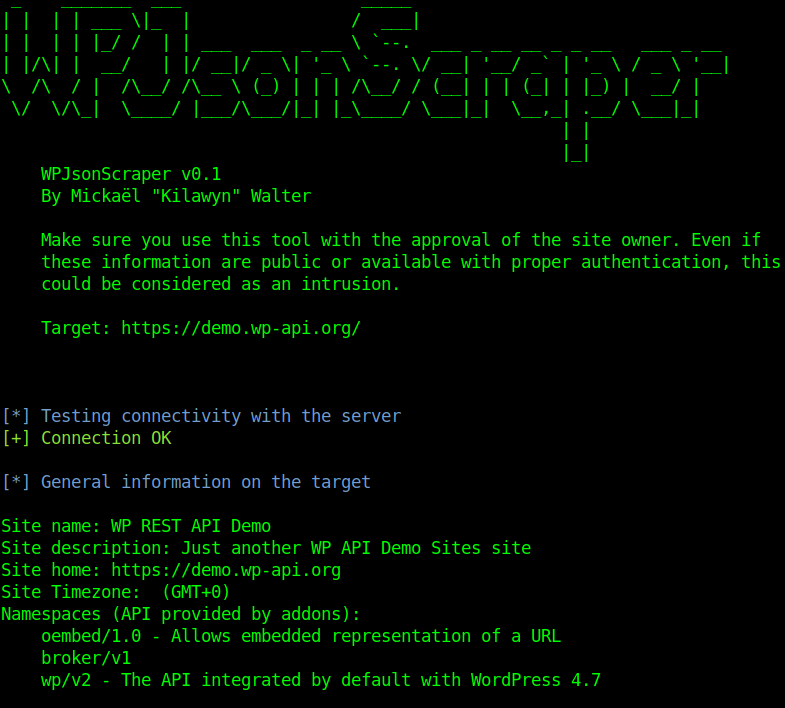 WPJsonScraper
WPJsonScraper v0.1
By Mickaël "Kilawyn" Walter
Make sure you use this tool with the approval of the site owner. Even if
these information are public or available with proper authentication, this
could be considered as an intrusion.
Target: https://demo.wp-api.org/
[*] Testing connectivity with the server
[+] Connection OK
[*] General information on the target
Site name: WP REST API Demo
Site description: Just another WP API Demo Sites site
Site home: https://demo.wp-api.org
Site Timezone:  (GMT+0)
Namespaces (API provided by addons):
oembed/1.0 - Allows embedded representation of a URL
broker/v1
wp/v2 - The API integrated by default with WordPress 4.7